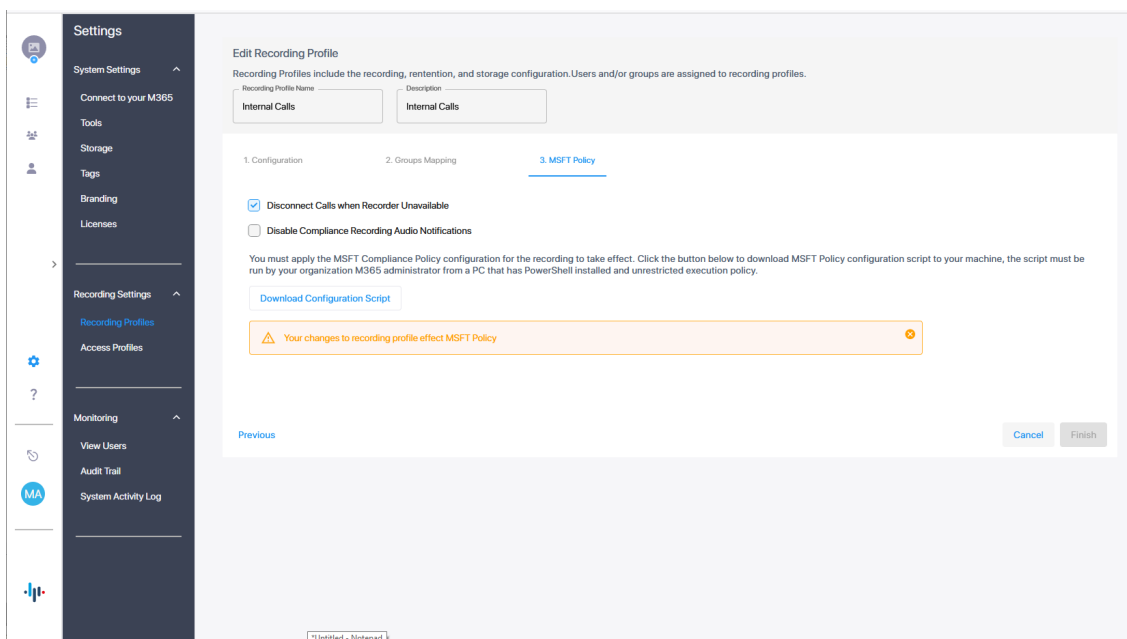 Settings
System Settings
Connect to your M365
Tools
Storage
Tags
Branding
Licenses
Recording Settings
Recording Profiles
Access Profiles
?
Monitoring
View Users
Audit Trail
System Activity Log
MA
Edit Recording Profile
Recording Profiles include the recording, rentention, and storage configuration.Users and/or groups are assigned to recording profiles.
Recording Profile Name
Internal Calls
Description
Internal Calls
1. Configuration
2. Groups Mapping
3. MSFT Policy
Disconnect Calls when Recorder Unavailable
Disable Compliance Recording Audio Notifications
You must apply the MSFT Compliance Policy configuration for the recording to take effect. Click the button below to download MSFT Policy configuration script to your machine, the script must be
run by your organization M365 administrator from a PC that has PowerShell installed and unrestricted execution policy.
Download Configuration Script
Your changes to recording profile effect MSFT Policy
Previous
Cancel
Finish
*Untitled - Notepad